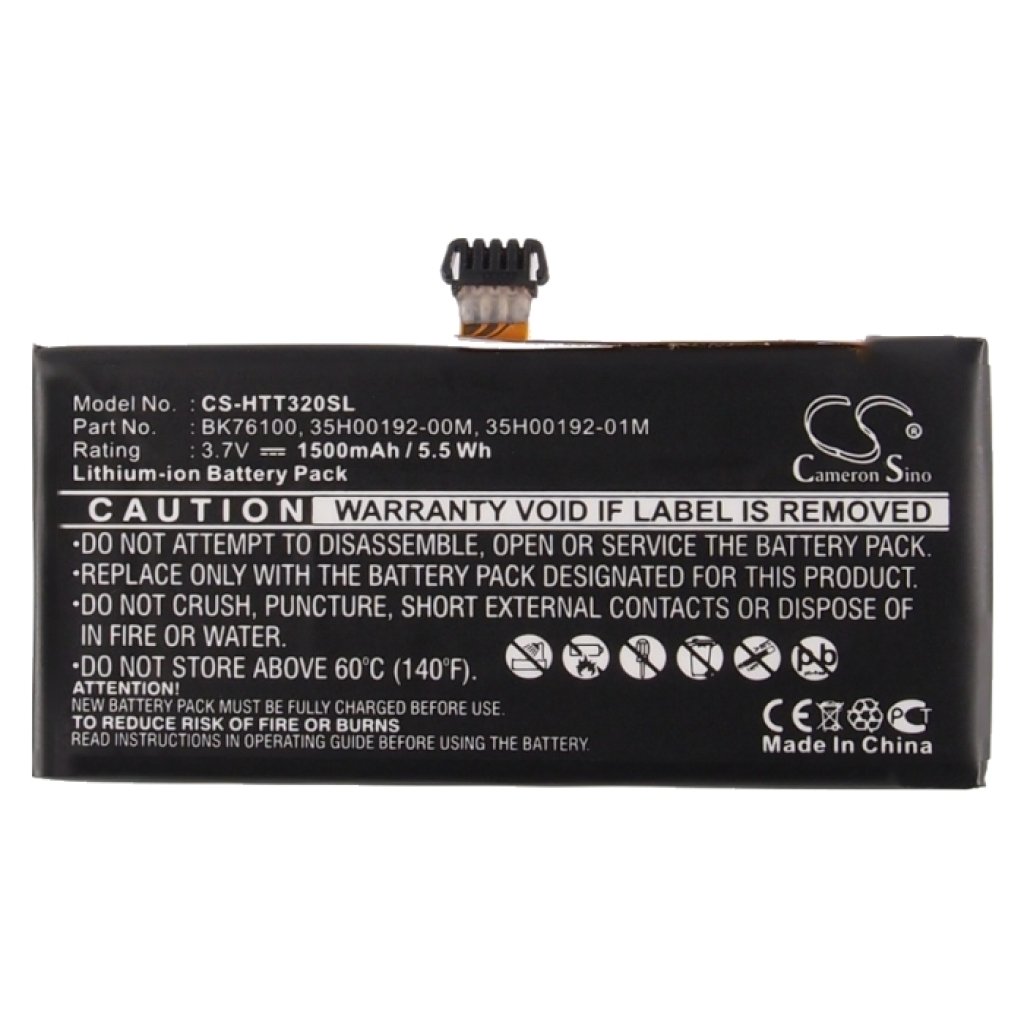 Model No. : CS-HTT320SL
Part No. : BK76100, 35H00192-00M, 35H00192-01M
Rating : 3.7V 1500mAh / 5.5 Wh
Lithium-ion Battery Pack
CS ®
Cameron Sino
CAUTION WARRANTY VOID IF LABEL IS REMOVED
•DO NOT ATTEMPT TO DISASSEMBLE, OPEN OR SERVICE THE BATTERY PACK.
•REPLACE ONLY WITH THE BATTERY PACK DESIGNATED FOR THIS PRODUCT.
•DO NOT CRUSH, PUNCTURE, SHORT EXTERNAL CONTACTS OR DISPOSE OF
IN FIRE OR WATER.
•DO NOT STORE ABOVE 60°C (140°F).
Pb
ATTENTION!
NEW BATTERY PACK MUST BE FULLY CHARGED BEFORE USE.
TO REDUCE RISK OF FIRE OR BURNS
READ INSTRUCTIONS IN OPERATING GUIDE BEFORE USING THE BATTERY.
CE PCT
Made In China